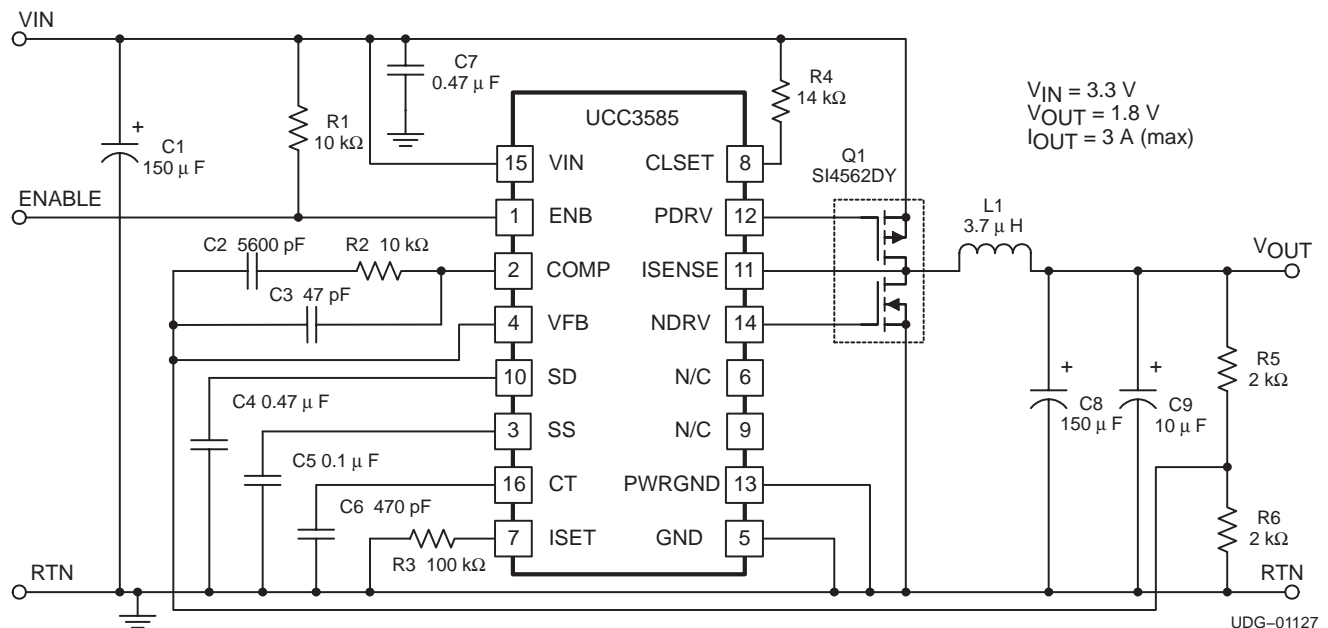 VIN
C7
0.47 μ F
R4
14 kΩ
VIN = 3.3 V
VOUT = 1.8 V
IOUT = 3 A (max)
UCC3585
R1
10 kΩ
+
C1
150 μ F
Q1
SI4562DY
15 VIN CLSET 8
ENABLE
1 ENB PDRV 12
L1
3.7 μ H
C2 5600 pF R2 10 kΩ
VOUT
2 COMP ISENSE 11
C3 47 pF
4 VFB NDRV 14
R5
2 kΩ
10 SD N/C 6
+
C8
150 μ F
+
C9
10 μ F
C4 0.47 μ F
3 SS N/C 9
C5 0.1 μ F
16 CT PWRGND 13
C6 470 pF
R6
2 kΩ
7 ISET GND 5
R3 100 kΩ
RTN
RTN
UDG–01127